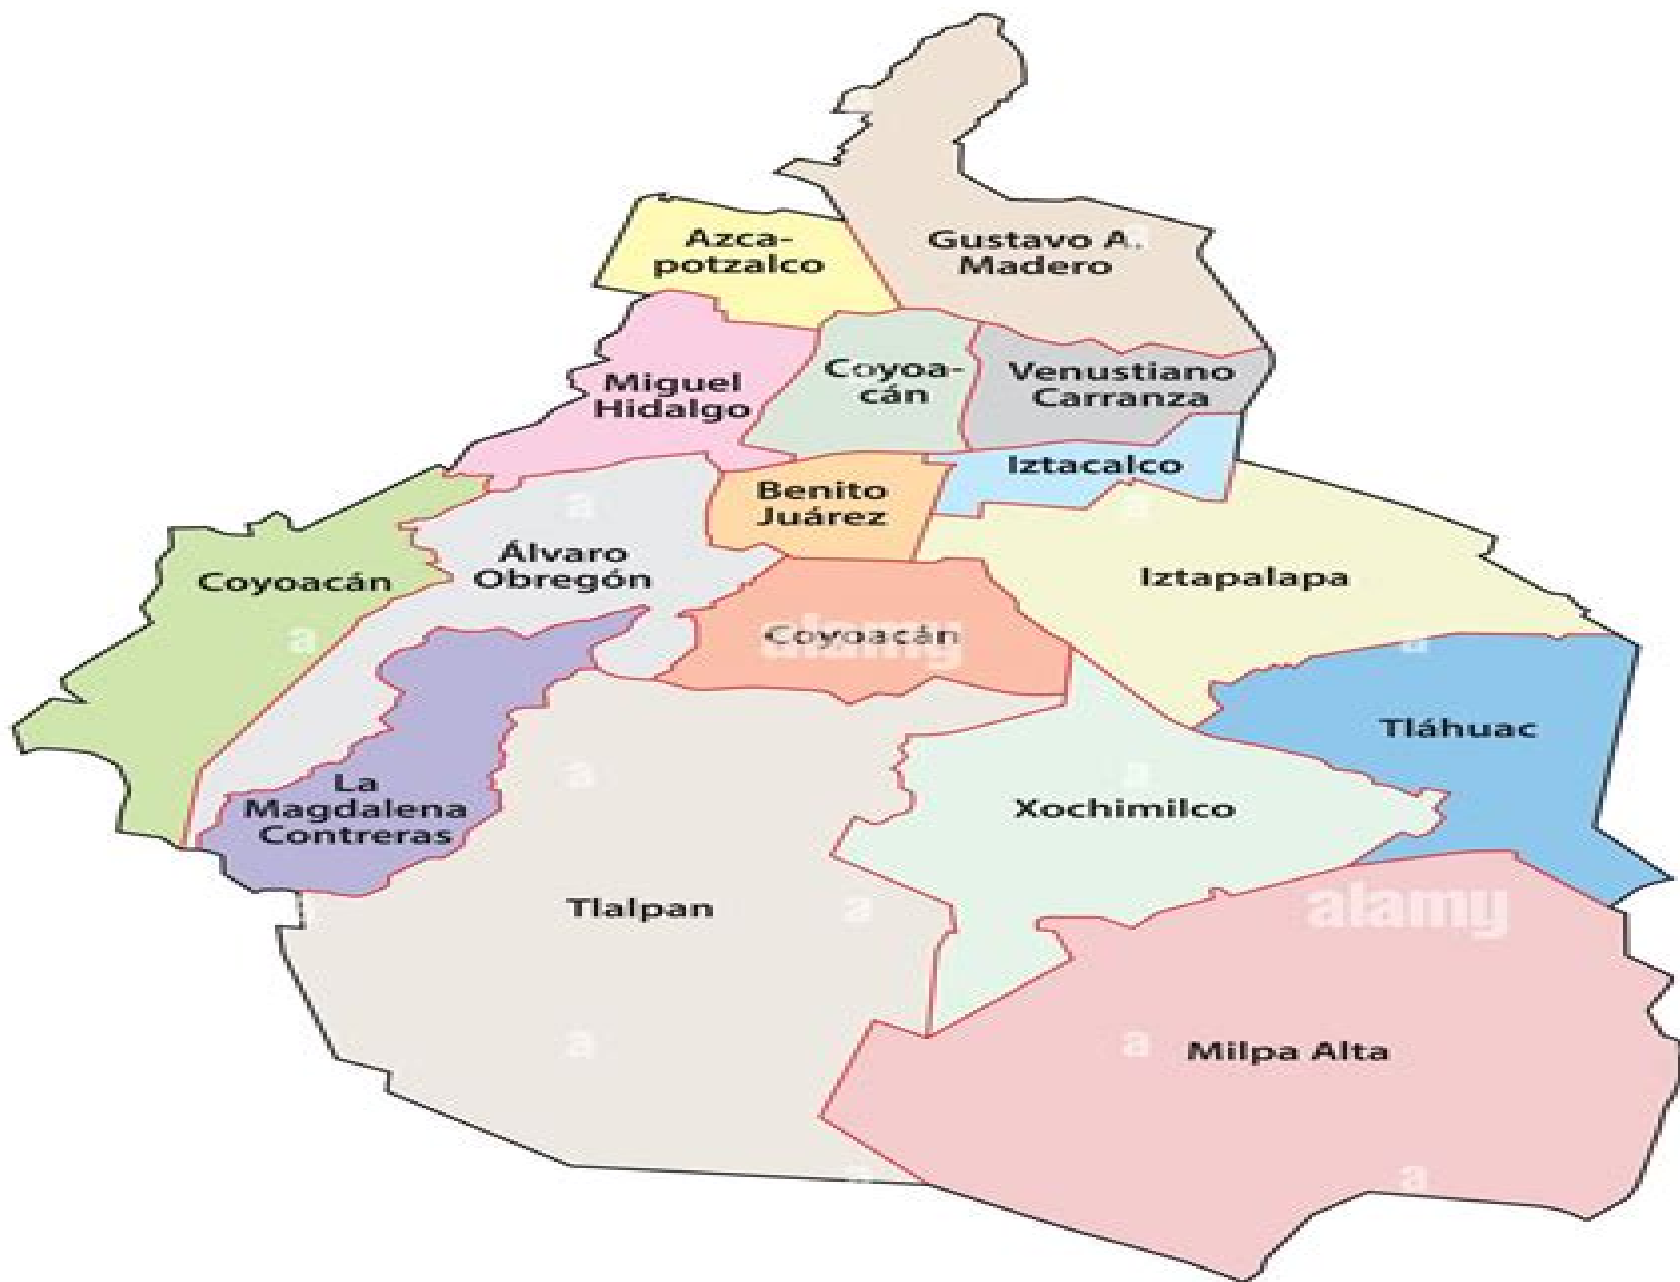 Azca-
potzalco
Gustavo A.
Madero
Miguel
Hidalgo
Coyoa-
cán
Venustiano
Carranza
Iztacalco
Benito
Juárez
Álvaro
Obregón
Coyoacán
Iztapalapa
Coyoacán
alamy
Tláhuac
La
Magdalena
Contreras
Xochimilco
Tlalpan
alamy
Milpa Alta
a
a
a
a
a
a
a
a
a
a
a
a
a